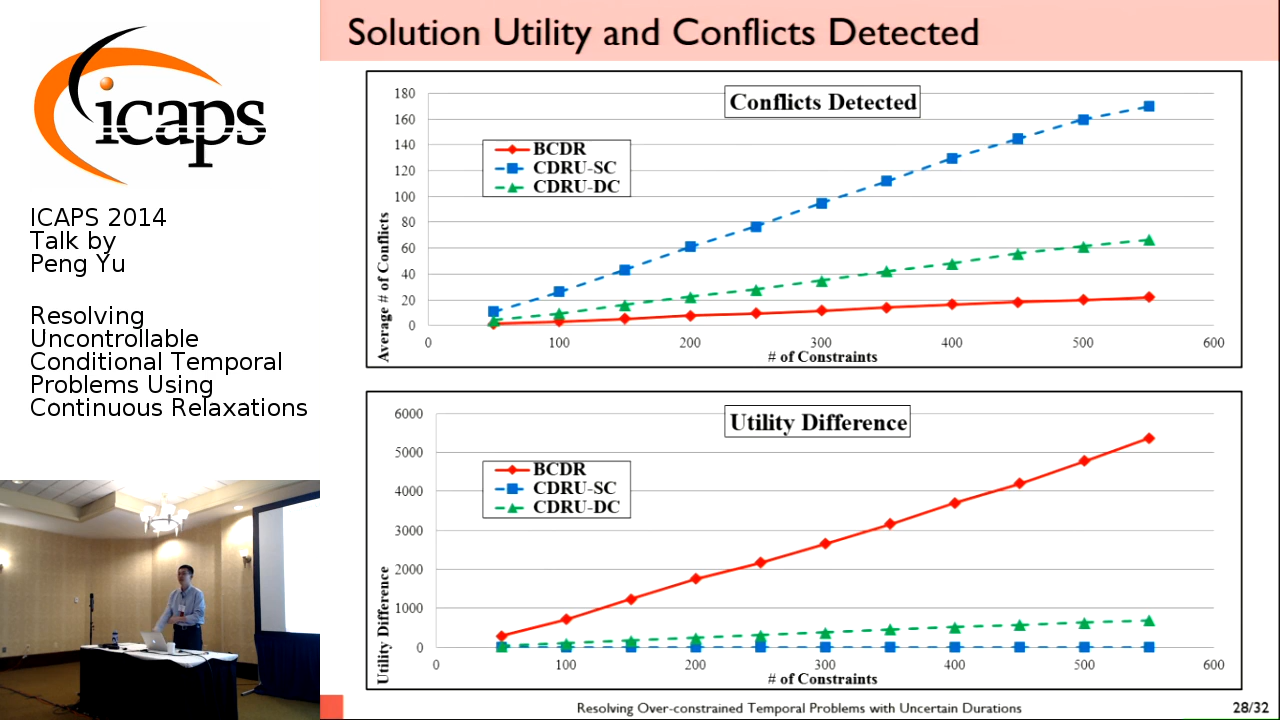 icaps
ICAPS 2014
Talk by
Peng Yu
Resolving
Uncontrollable
Conditional Temporal
Problems Using
Continuous Relaxations
Solution Utility and Conflicts Detected
Conflicts Detected
BCDR
CDRU-SC
CDRU-DC
Average # of Conflicts
180
160
140
120
100
80
60
40
20
0
0 100 200 300 400 500 600
# of Constraints
Utility Difference
BCDR
CDRU-SC
CDRU-DC
Utility Difference
6000
5000
4000
3000
2000
1000
0
0 100 200 300 400 500 600
# of Constraints
Resolving Over-constrained Temporal Problems with Uncertain Durations
28/32